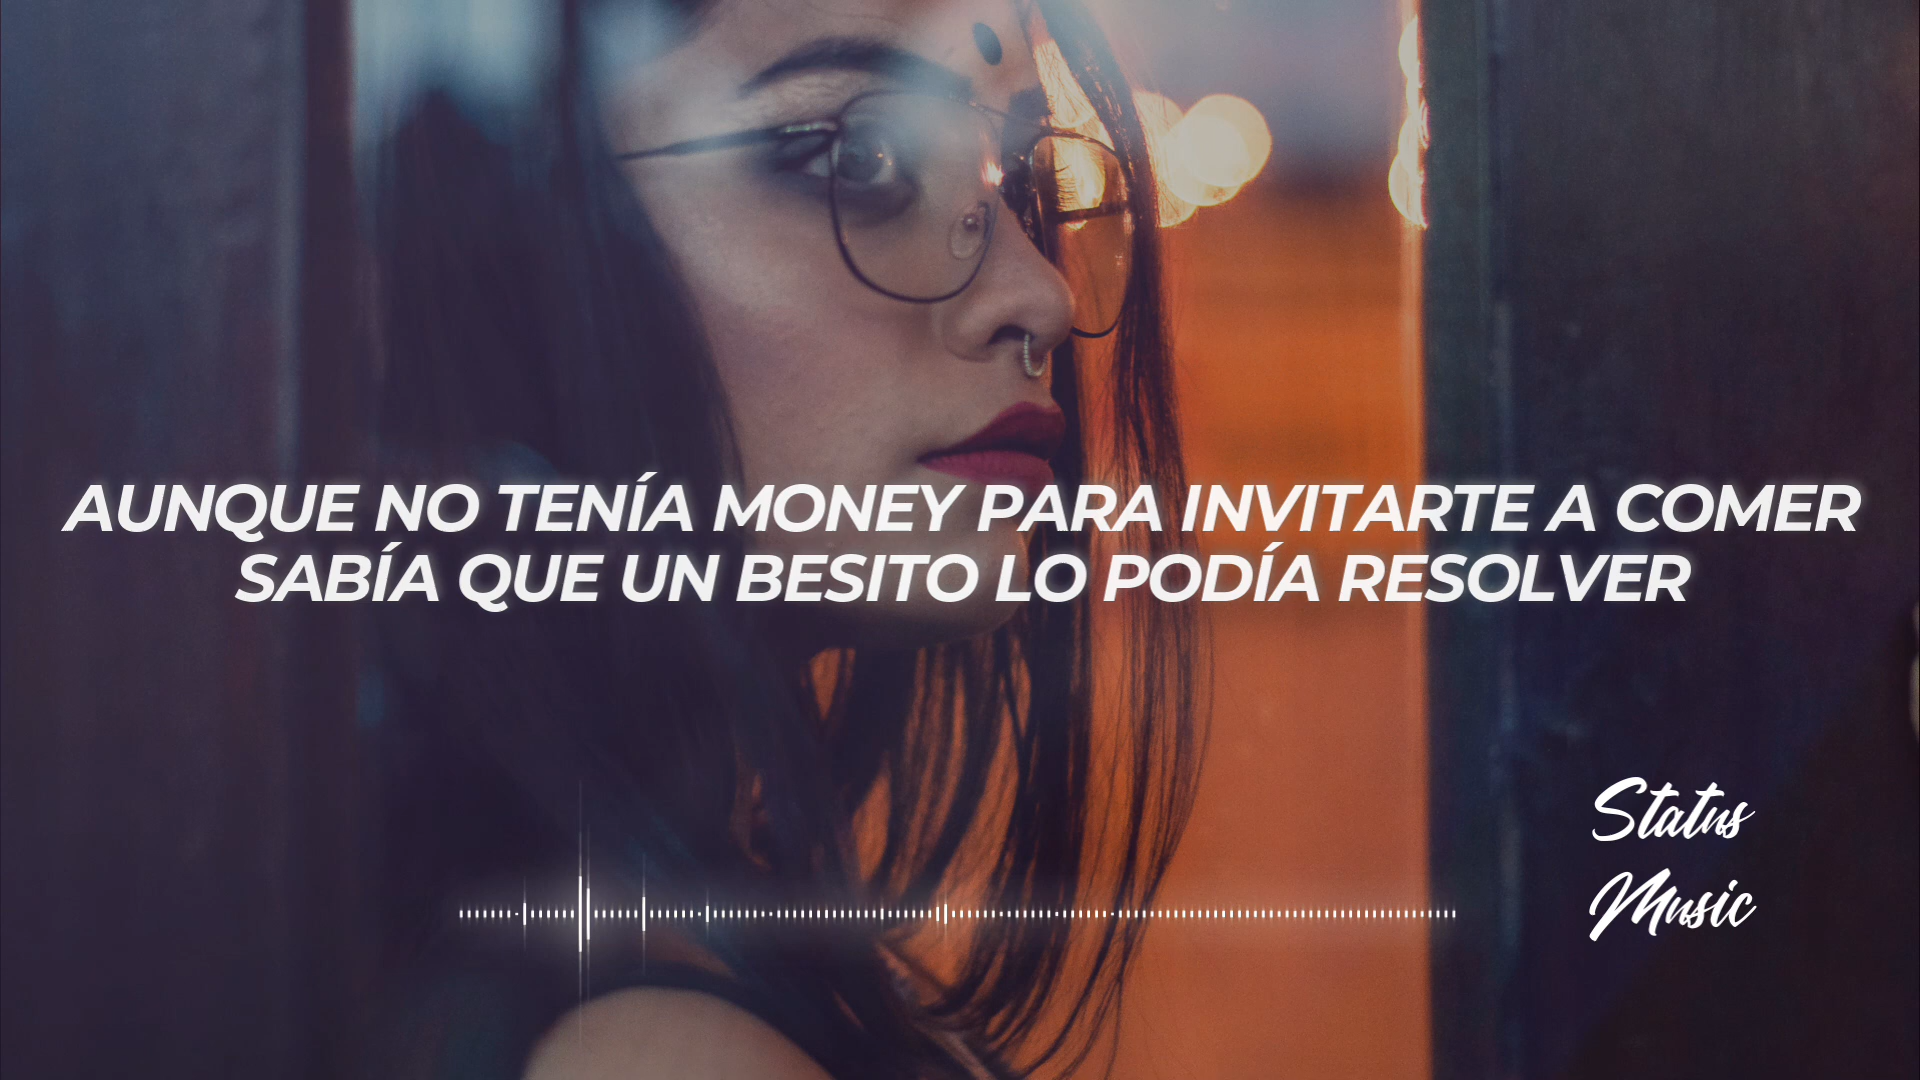 AUNQUE NO TENÍA MONEY PARA INVITARTE A COMER
SABÍA QUE UN BESITO LO PODÍA RESOLVER
Status
Music